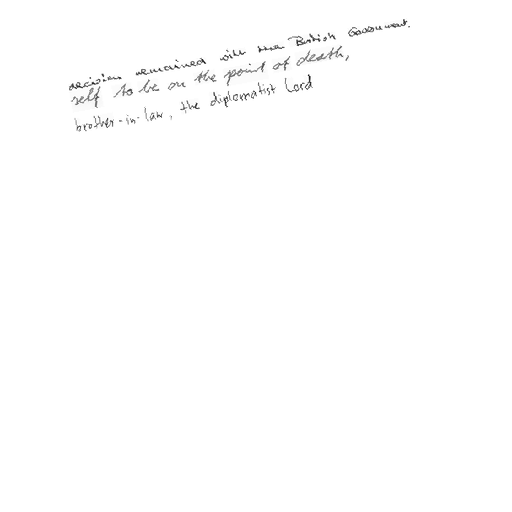 decision remained with the British Government.
self to be on the point of death,
brother-in-law, the diplomatist Lord